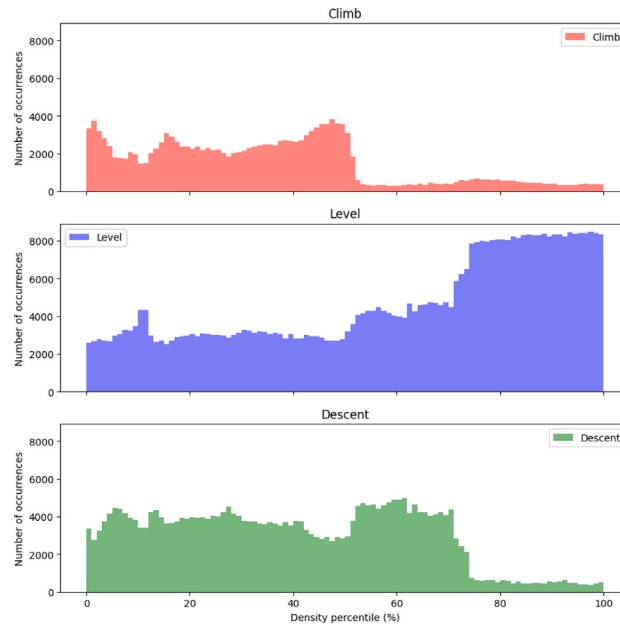 Climb
8000
6000
4000
2000
0
Number of occurrences
Climb
Level
8000
6000
4000
2000
0
Number of occurrences
Level
Descent
8000
6000
4000
2000
0
Number of occurrences
Descent
0 20 40 60 80 100
Density percentile (%)